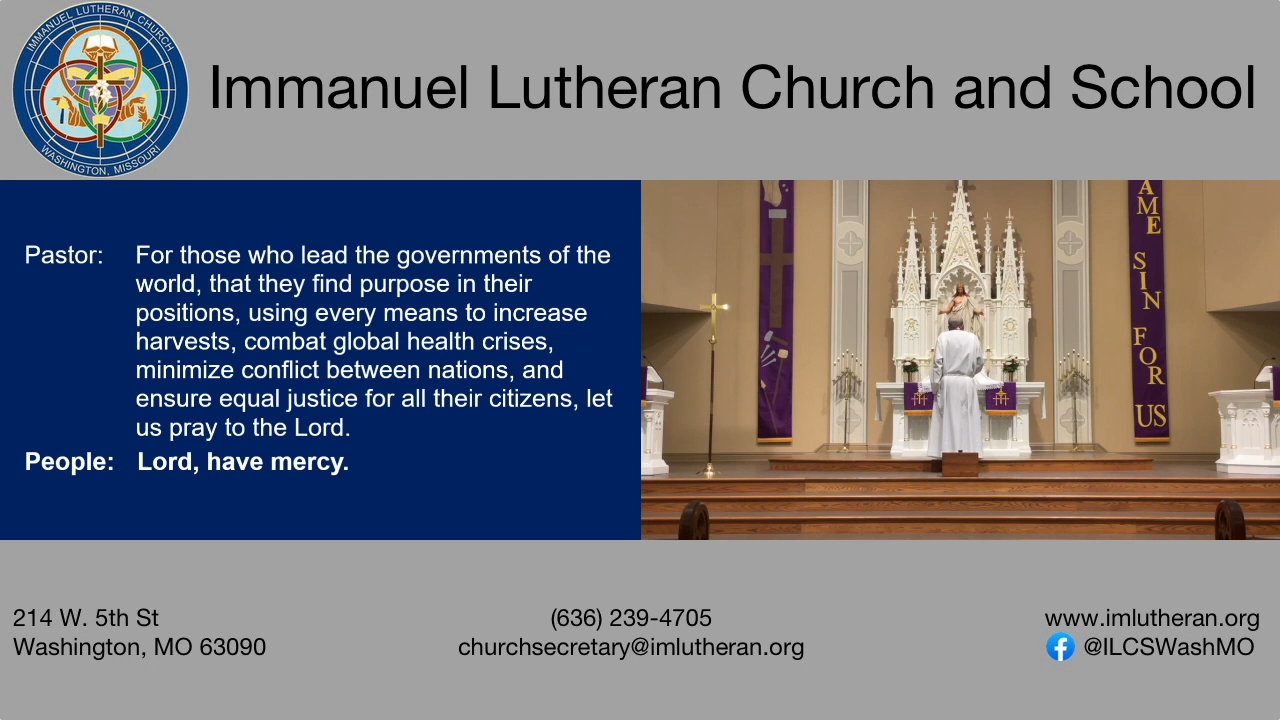 IMMANUEL LUTHERAN CHURCH
WASHINGTON, MISSOURI
Immanuel Lutheran Church and School
Pastor: For those who lead the governments of the
world, that they find purpose in their
positions, using every means to increase
harvests, combat global health crises,
minimize conflict between nations, and
ensure equal justice for all their citizens, let
us pray to the Lord.
People: Lord, have mercy.
AME
SIN
FOR
US
214 W. 5th St
Washington, MO 63090
(636) 239-4705
churchsecretary@imlutheran.org
www.imlutheran.org
@ILCSWashMO